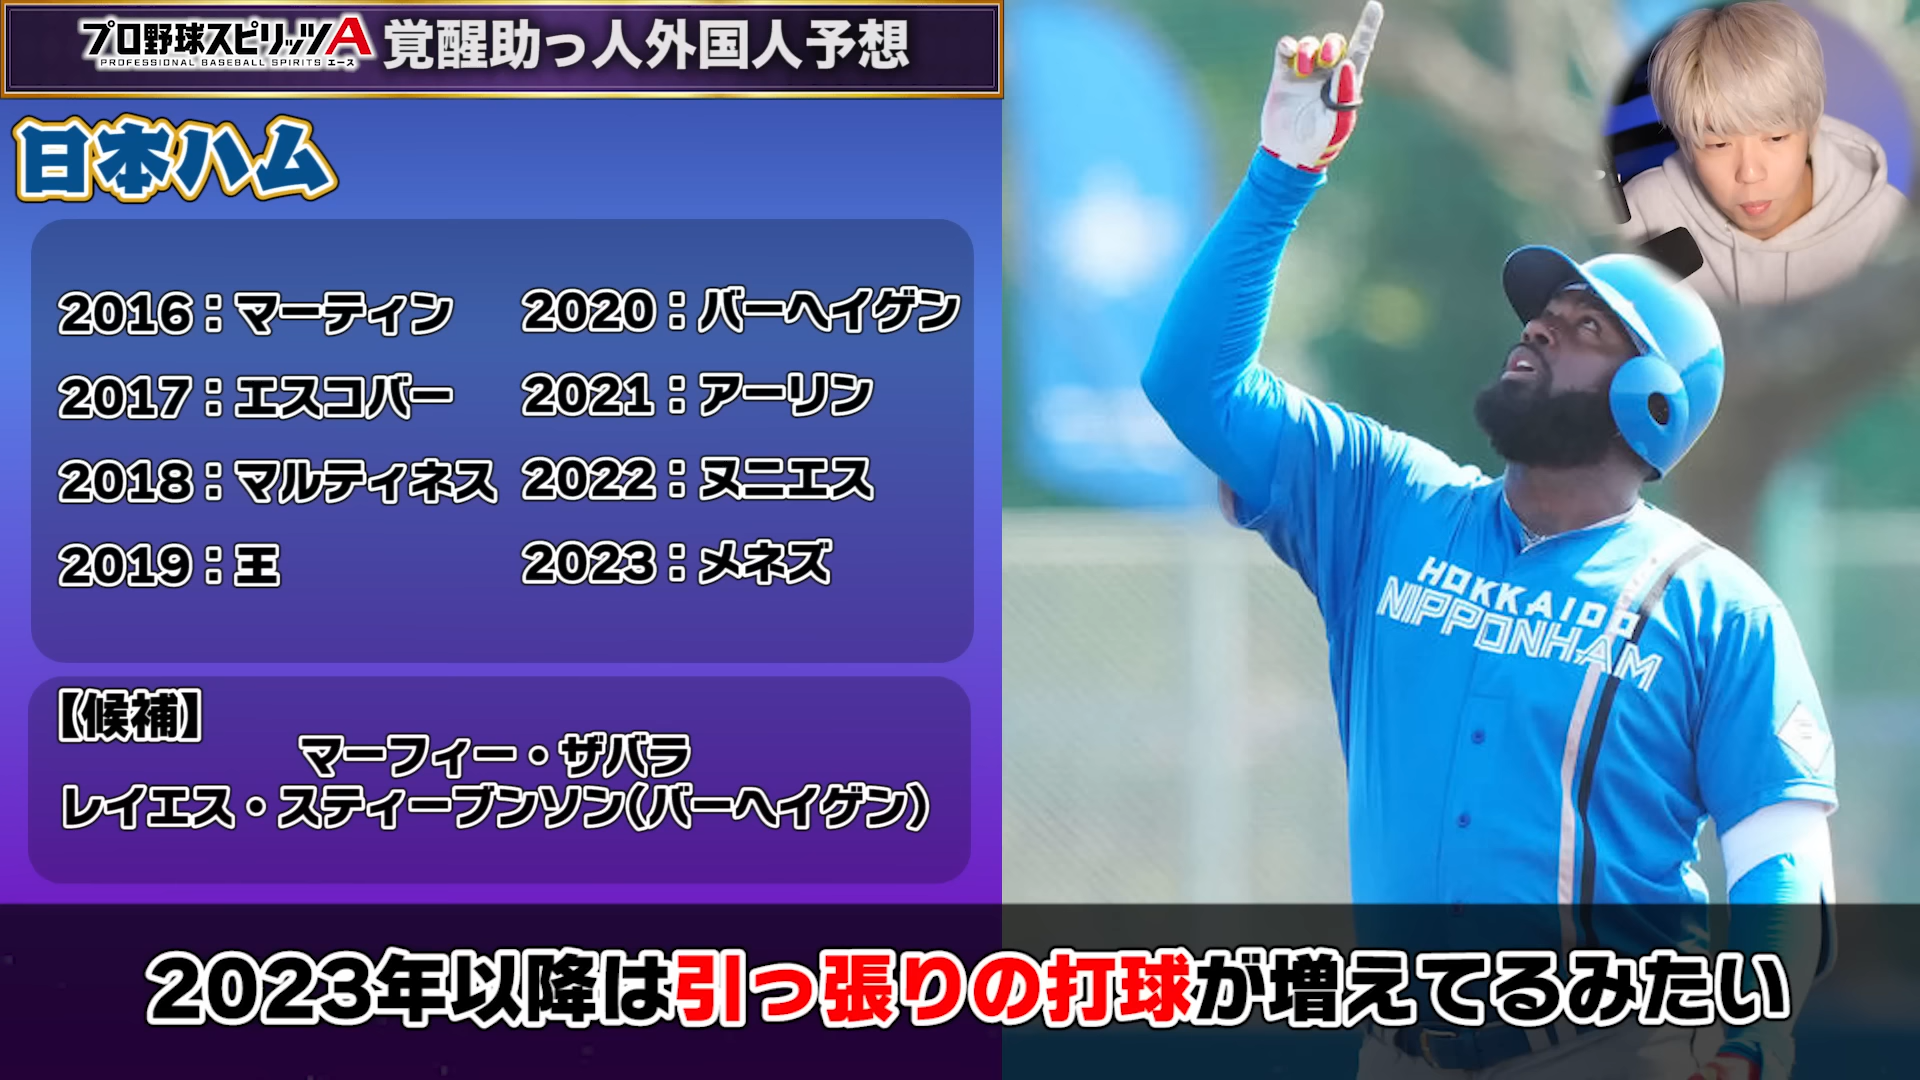 プロ野球スピリッツA 覚醒助っ人外国人予想
PROFESSIONAL BASEBALL SPIRITS エース
日本ハム
2016：マーティン
2017：エスコバー
2018：マルティネス
2019：王
2020：バーヘイゲン
2021：アーリン
2022：ヌニエス
2023：メネズ
【候補】
マーフィー・ザバラ
レイエス・スティーブンソン(バーヘイゲン)
HOKKAIDO
NIPPONHAM
2023年以降は引っ張りの打球が増えてるみたい